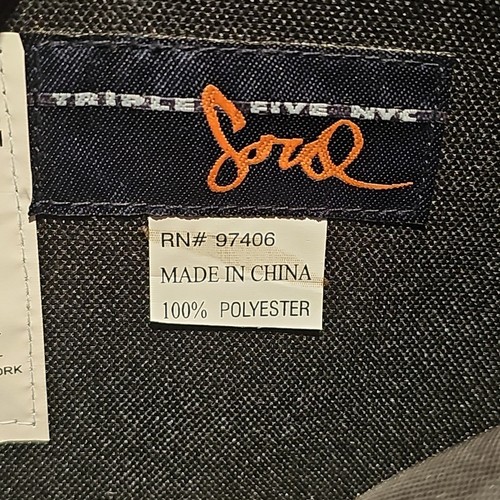 TRIPLE FIVE NYC
Soul
RN# 97406
MADE IN CHINA
100% POLYESTER
ORK